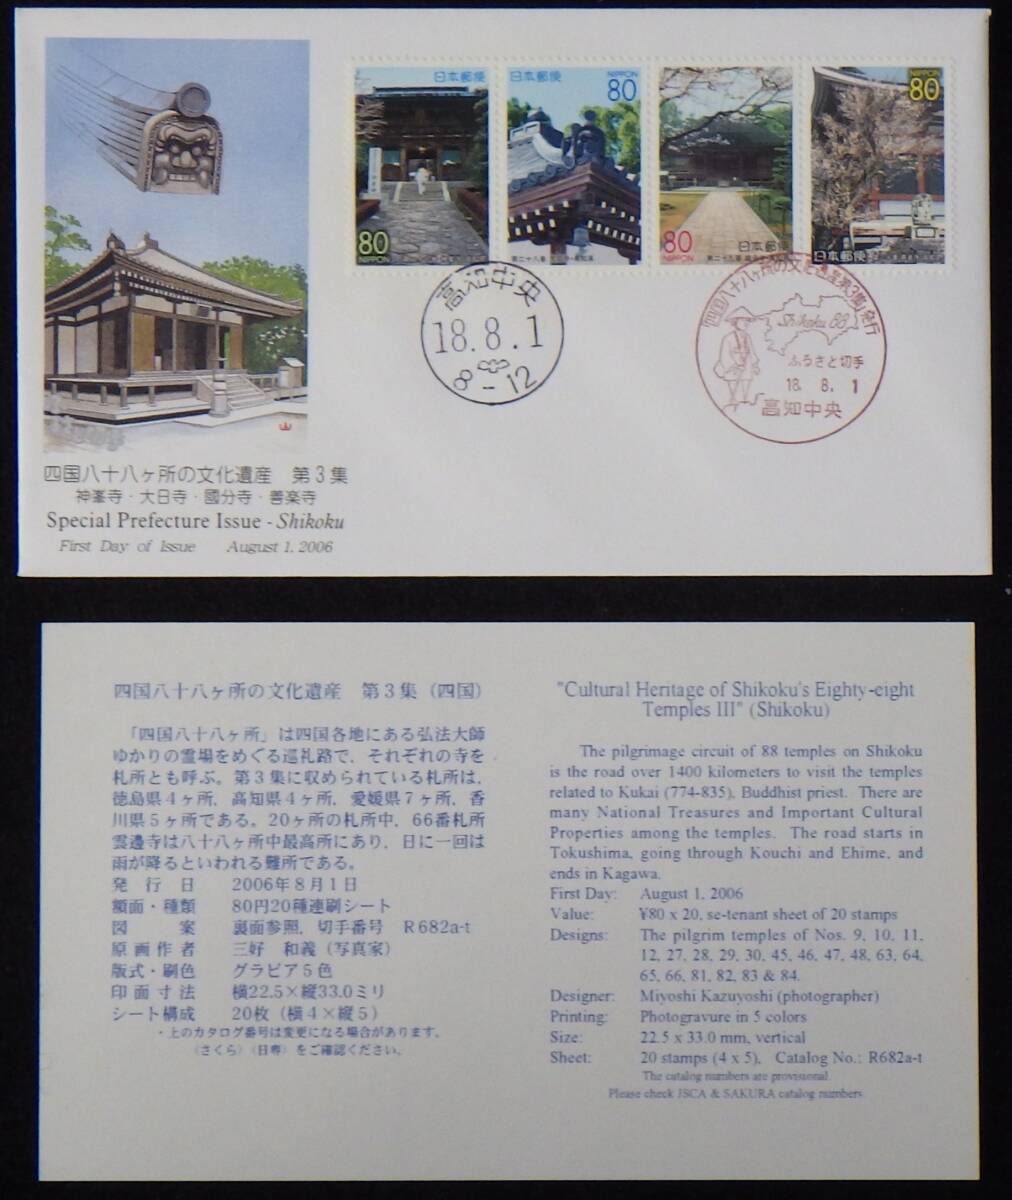 日本郵便
80
NIPPON
日本郵便
NIPPON
80
第二十八番
80
NIPPON
日本郵便
第二十九番
NIPPON
80
日本郵便
高知中央
18.8.1
8-12
四国八十八ヶ所の文化遺産第3集発行
Shikoku 88
ふるさと切手
18. 8. 1
高知中央
四国八十八ヶ所の文化遺産 第3集
神峯寺・大日寺・國分寺・善楽寺
Special Prefecture Issue - Shikoku
First Day of Issue August 1, 2006
四国八十八ヶ所の文化遺産 第3集（四国）
「四国八十八ヶ所」は四国各地にある弘法大師
ゆかりの霊場をめぐる巡礼路で，それぞれの寺を
札所とも呼ぶ。第3集に収められている札所は，
徳島県4ヶ所，高知県4ヶ所，愛媛県7ヶ所，香
川県5ヶ所である。20ヶ所の札所中，66番札所
雲邊寺は八十八ヶ所中最高所にあり，日に一回は
雨が降るといわれる難所である。
発行日 2006年8月1日
額面・種類 80円20種連刷シート
図案 裏面参照，切手番号 R682a-t
原画作者 三好 和義（写真家）
版式・刷色 グラビア5色
印面寸法 横22.5×縦33.0ミリ
シート構成 20枚（横4×縦5）
・上のカタログ番号は変更になる場合があります。
〈さくら〉〈日専〉をご確認ください。
"Cultural Heritage of Shikoku's Eighty-eight
Temples III" (Shikoku)
The pilgrimage circuit of 88 temples on Shikoku
is the road over 1400 kilometers to visit the temples
related to Kukai (774-835), Buddhist priest. There are
many National Treasures and Important Cultural
Properties among the temples. The road starts in
Tokushima, going through Kouchi and Ehime, and
ends in Kagawa.
First Day: August 1, 2006
Value: ¥80 x 20, se-tenant sheet of 20 stamps
Designs: The pilgrim temples of Nos. 9, 10, 11,
12, 27, 28, 29, 30, 45, 46, 47, 48, 63, 64,
65, 66, 81, 82, 83 & 84.
Designer: Miyoshi Kazuyoshi (photographer)
Printing: Photogravure in 5 colors
Size: 22.5 x 33.0 mm, vertical
Sheet: 20 stamps (4 x 5), Catalog No.: R682a-t
The catalog numbers are provisional.
Please check JSCA & SAKURA catalog numbers.